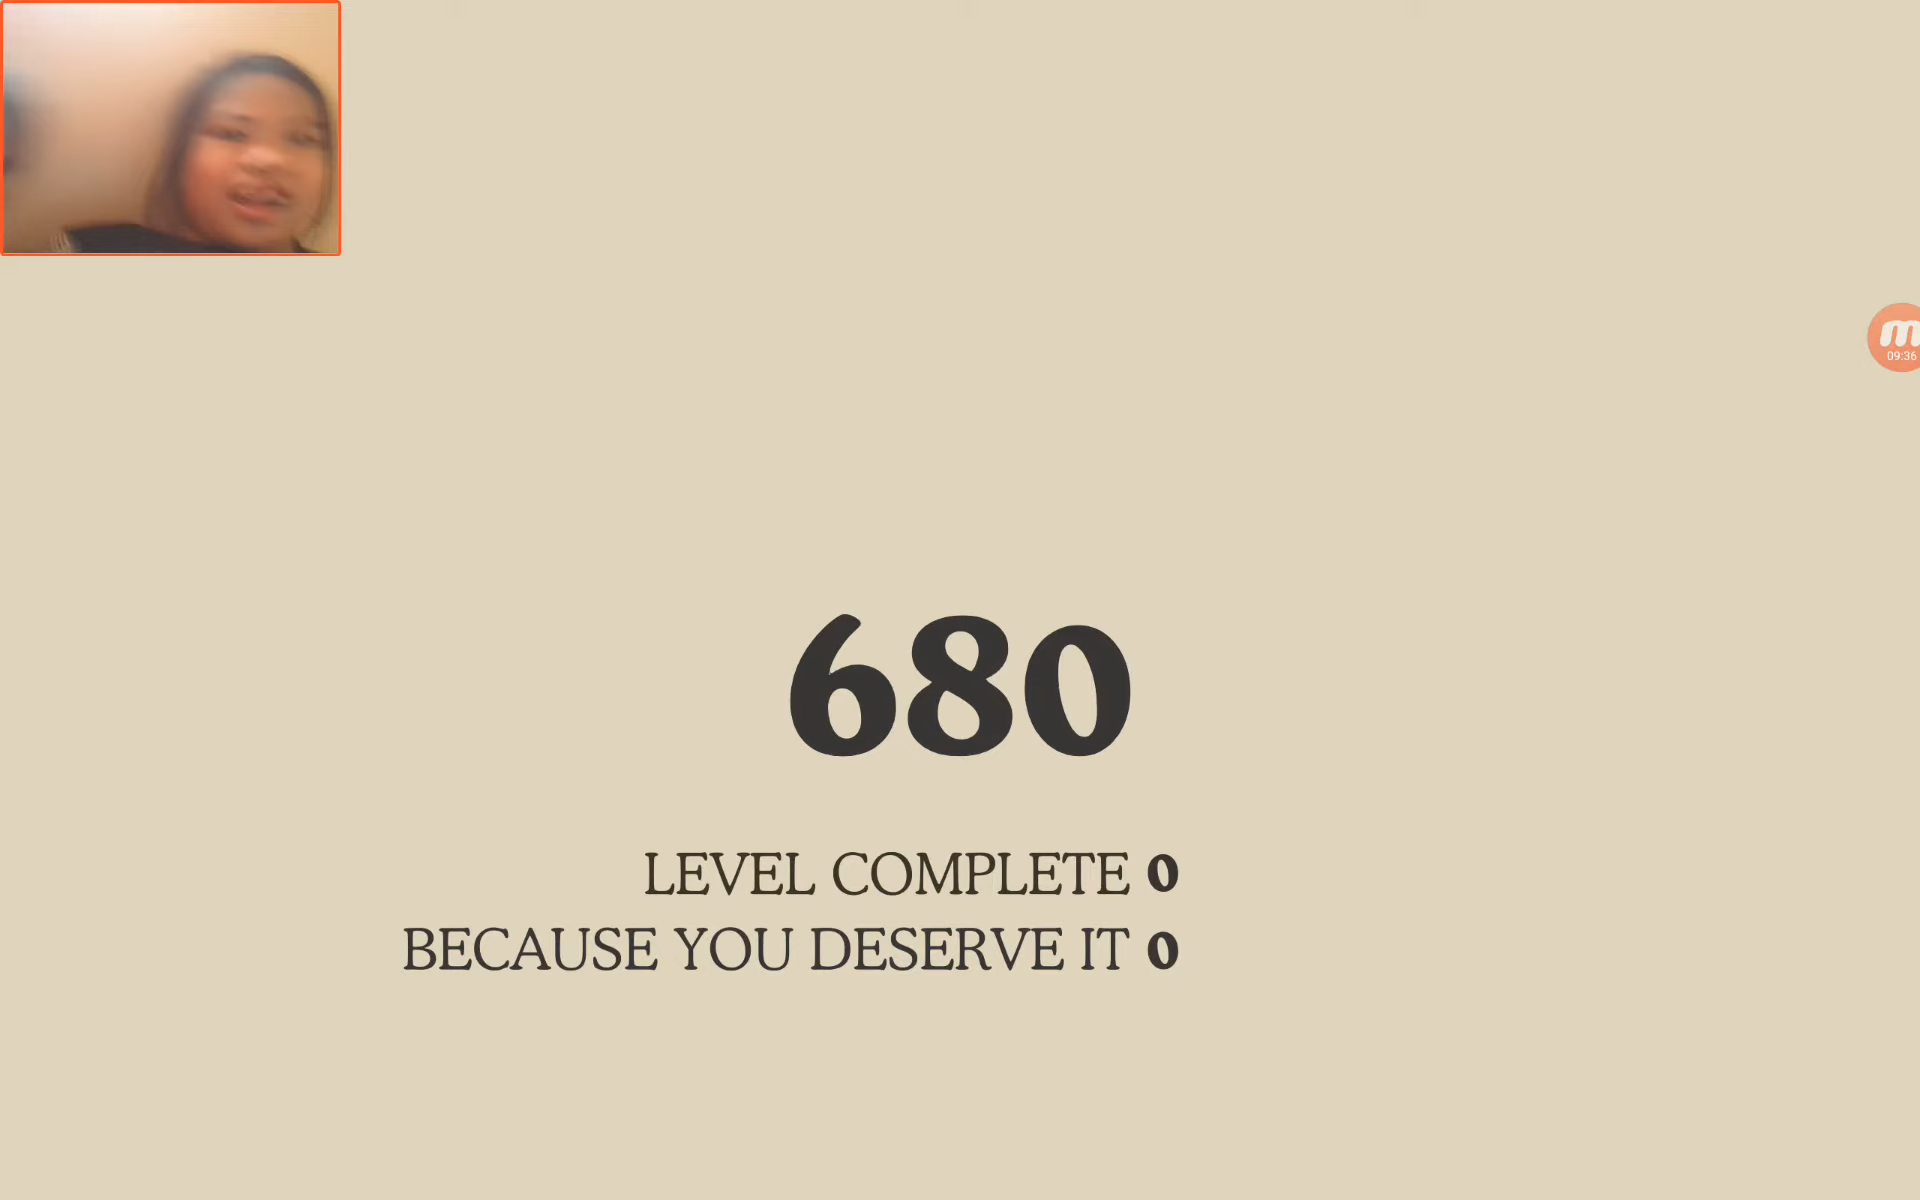 m
09:36
680
LEVEL COMPLETE 0
BECAUSE YOU DESERVE IT 0